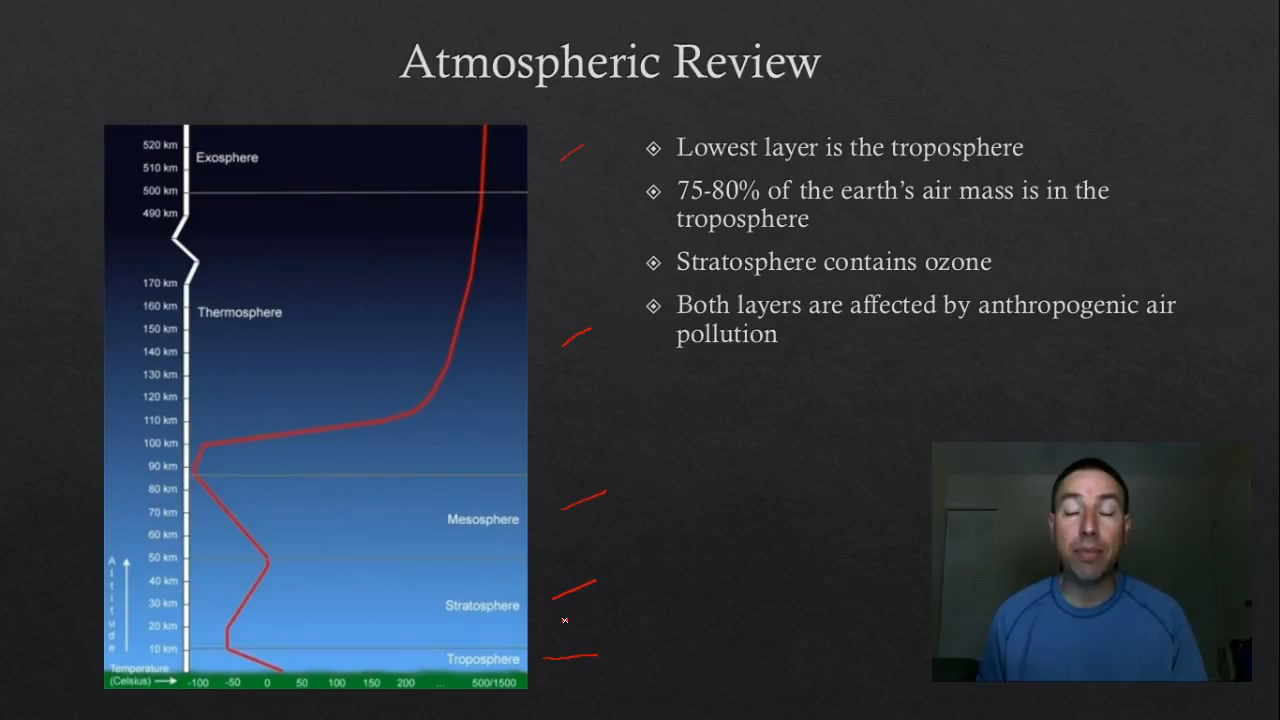 Atmospheric Review
520 km
Exosphere
510 km
500 km
490 km
170 km
160 km
Thermosphere
150 km
140 km
130 km
120 km
110 km
100 km
90 km
80 km
70 km
Mesosphere
60 km
50 km
40 km
30 km
Stratosphere
20 km
10 km
Troposphere
Altitude
Temperature
(Celsius)
-100 -50 0 50 100 150 200 ... 500/1500
Lowest layer is the troposphere
75-80% of the earth’s air mass is in the
troposphere
Stratosphere contains ozone
Both layers are affected by anthropogenic air
pollution